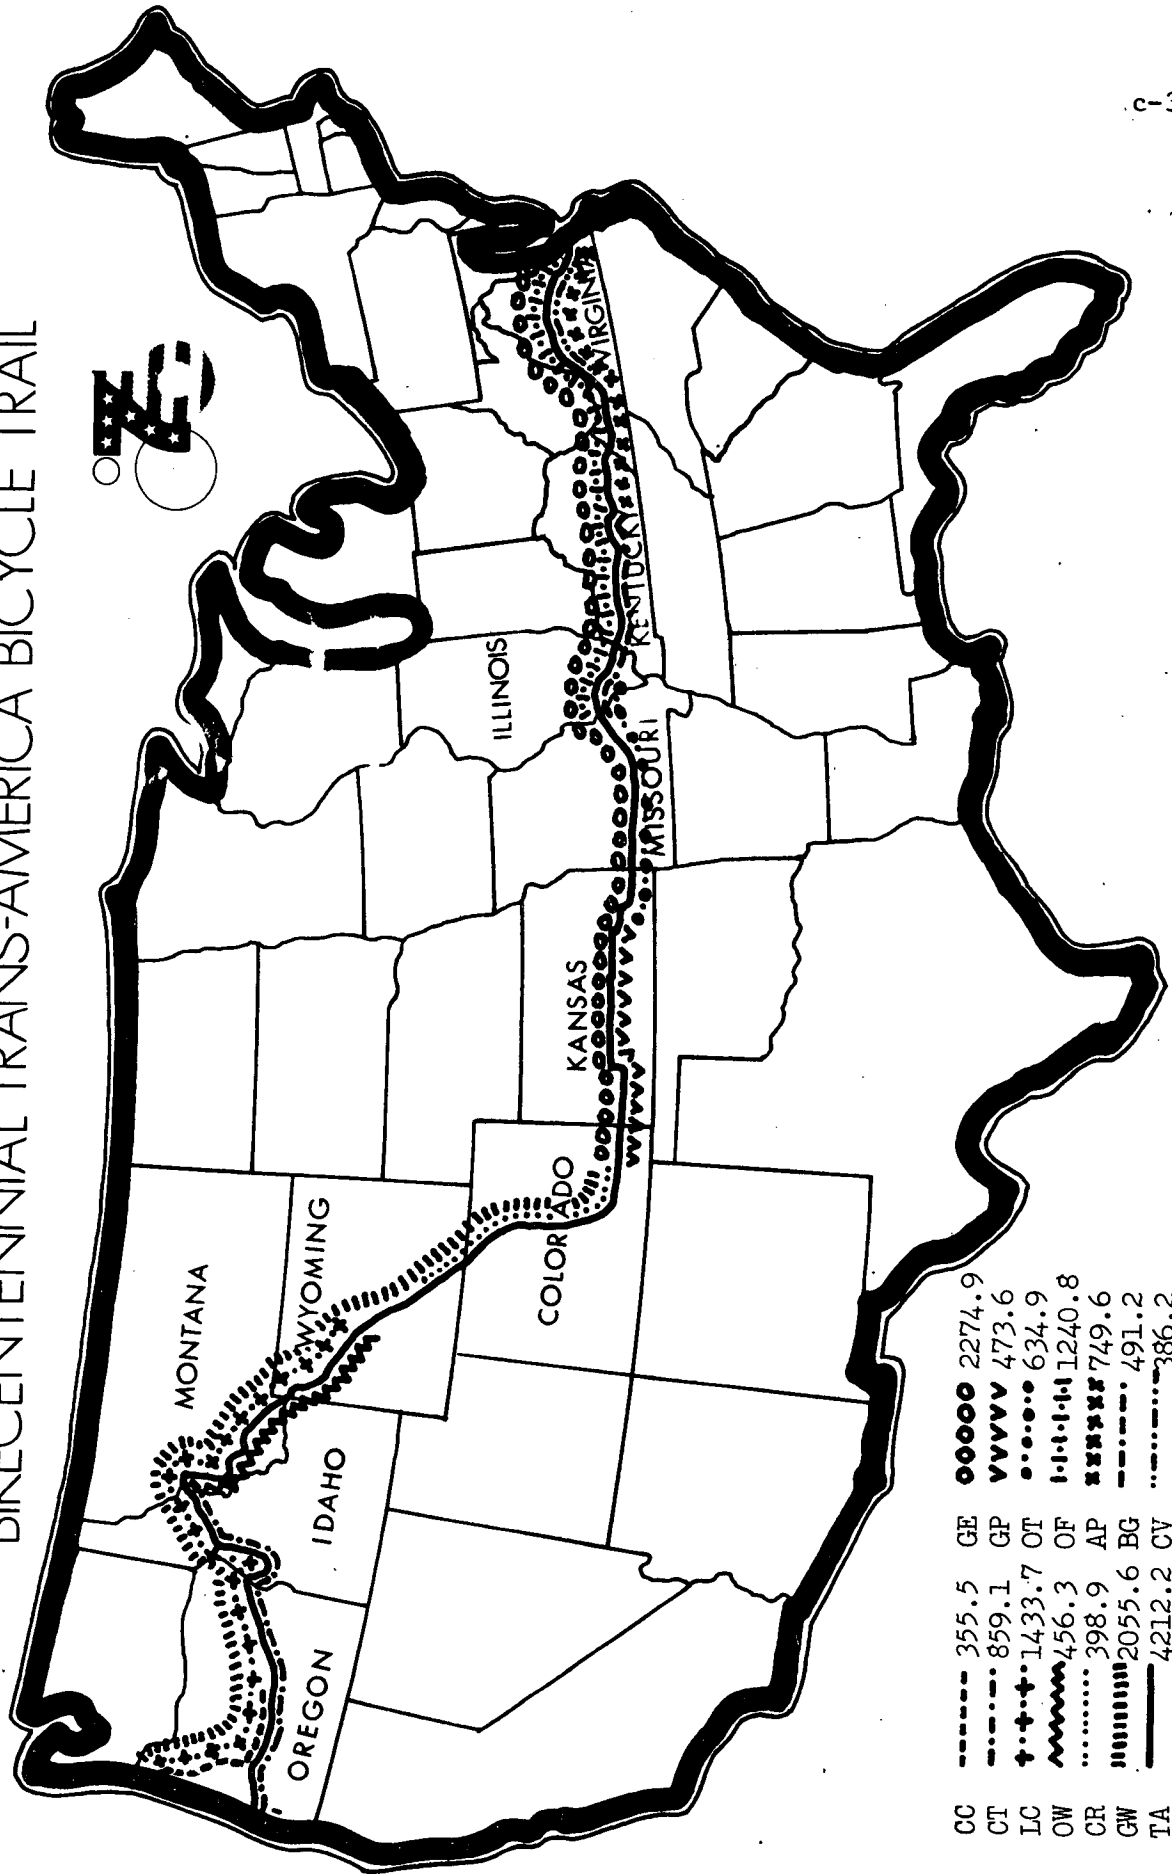 BIKECENTENNIAL TRANS-AMERICA BICYCLE TRAIL
76
MONTANA
WYOMING
IDAHO
OREGON
COLORADO
KANSAS
ILLINOIS
MISSOURI
KENTUCKY
VIRGINIA
CC 355.5 GE 2274.9
CT 859.1 GP 473.6
LC 1433.7 OT 634.9
OW 456.3 OF 1240.8
CR 398.9 AP 749.6
GW 2055.6 BG 491.2
TA 4212.2 CV 386.2
c-3